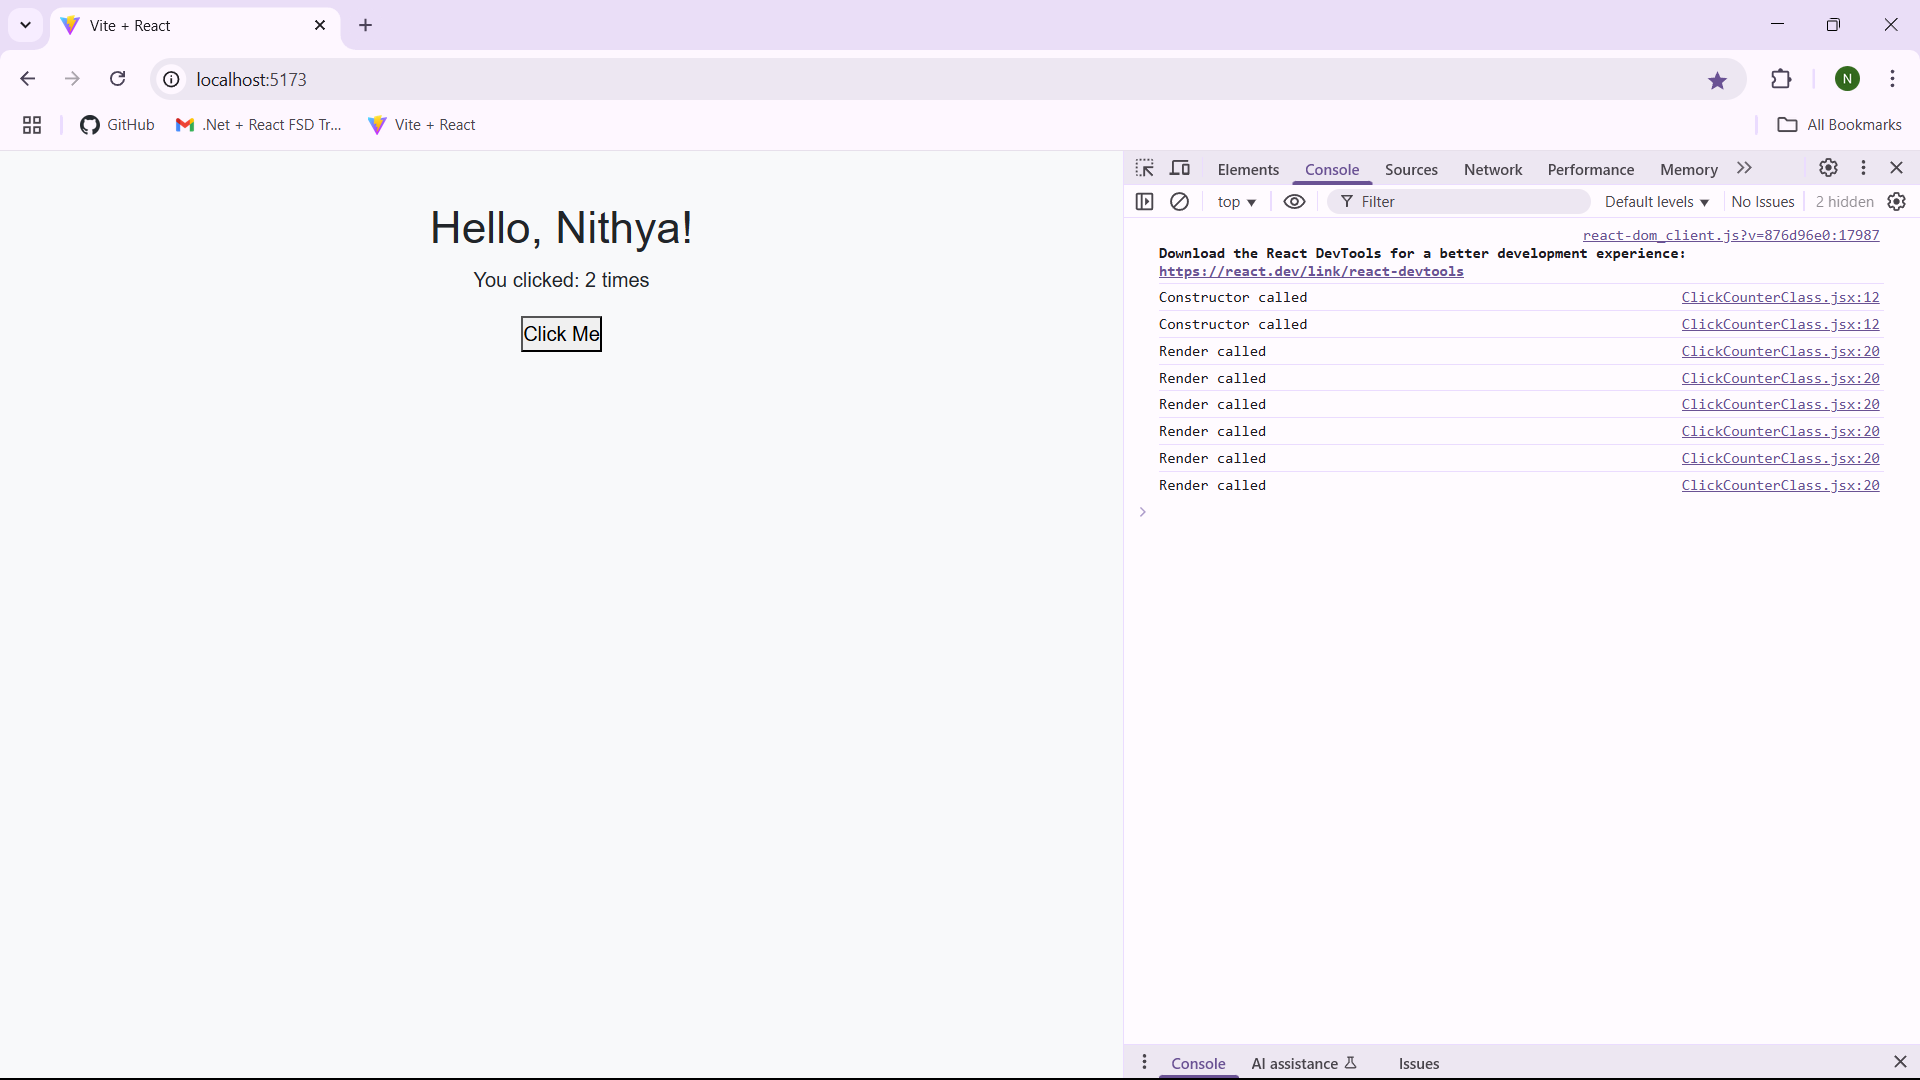 Vite + React
localhost:5173
N
GitHub
.Net + React FSD Tr...
Vite + React
All Bookmarks
Hello, Nithya!
You clicked: 2 times
Click Me
Elements Console Sources Network Performance Memory
top Filter Default levels No Issues 2 hidden
react-dom_client.js?v=876d96e0:17987
Download the React DevTools for a better development experience:
https://react.dev/link/react-devtools
Constructor called ClickCounterClass.jsx:12
Constructor called ClickCounterClass.jsx:12
Render called ClickCounterClass.jsx:20
Render called ClickCounterClass.jsx:20
Render called ClickCounterClass.jsx:20
Render called ClickCounterClass.jsx:20
Render called ClickCounterClass.jsx:20
Render called ClickCounterClass.jsx:20
Console AI assistance Issues